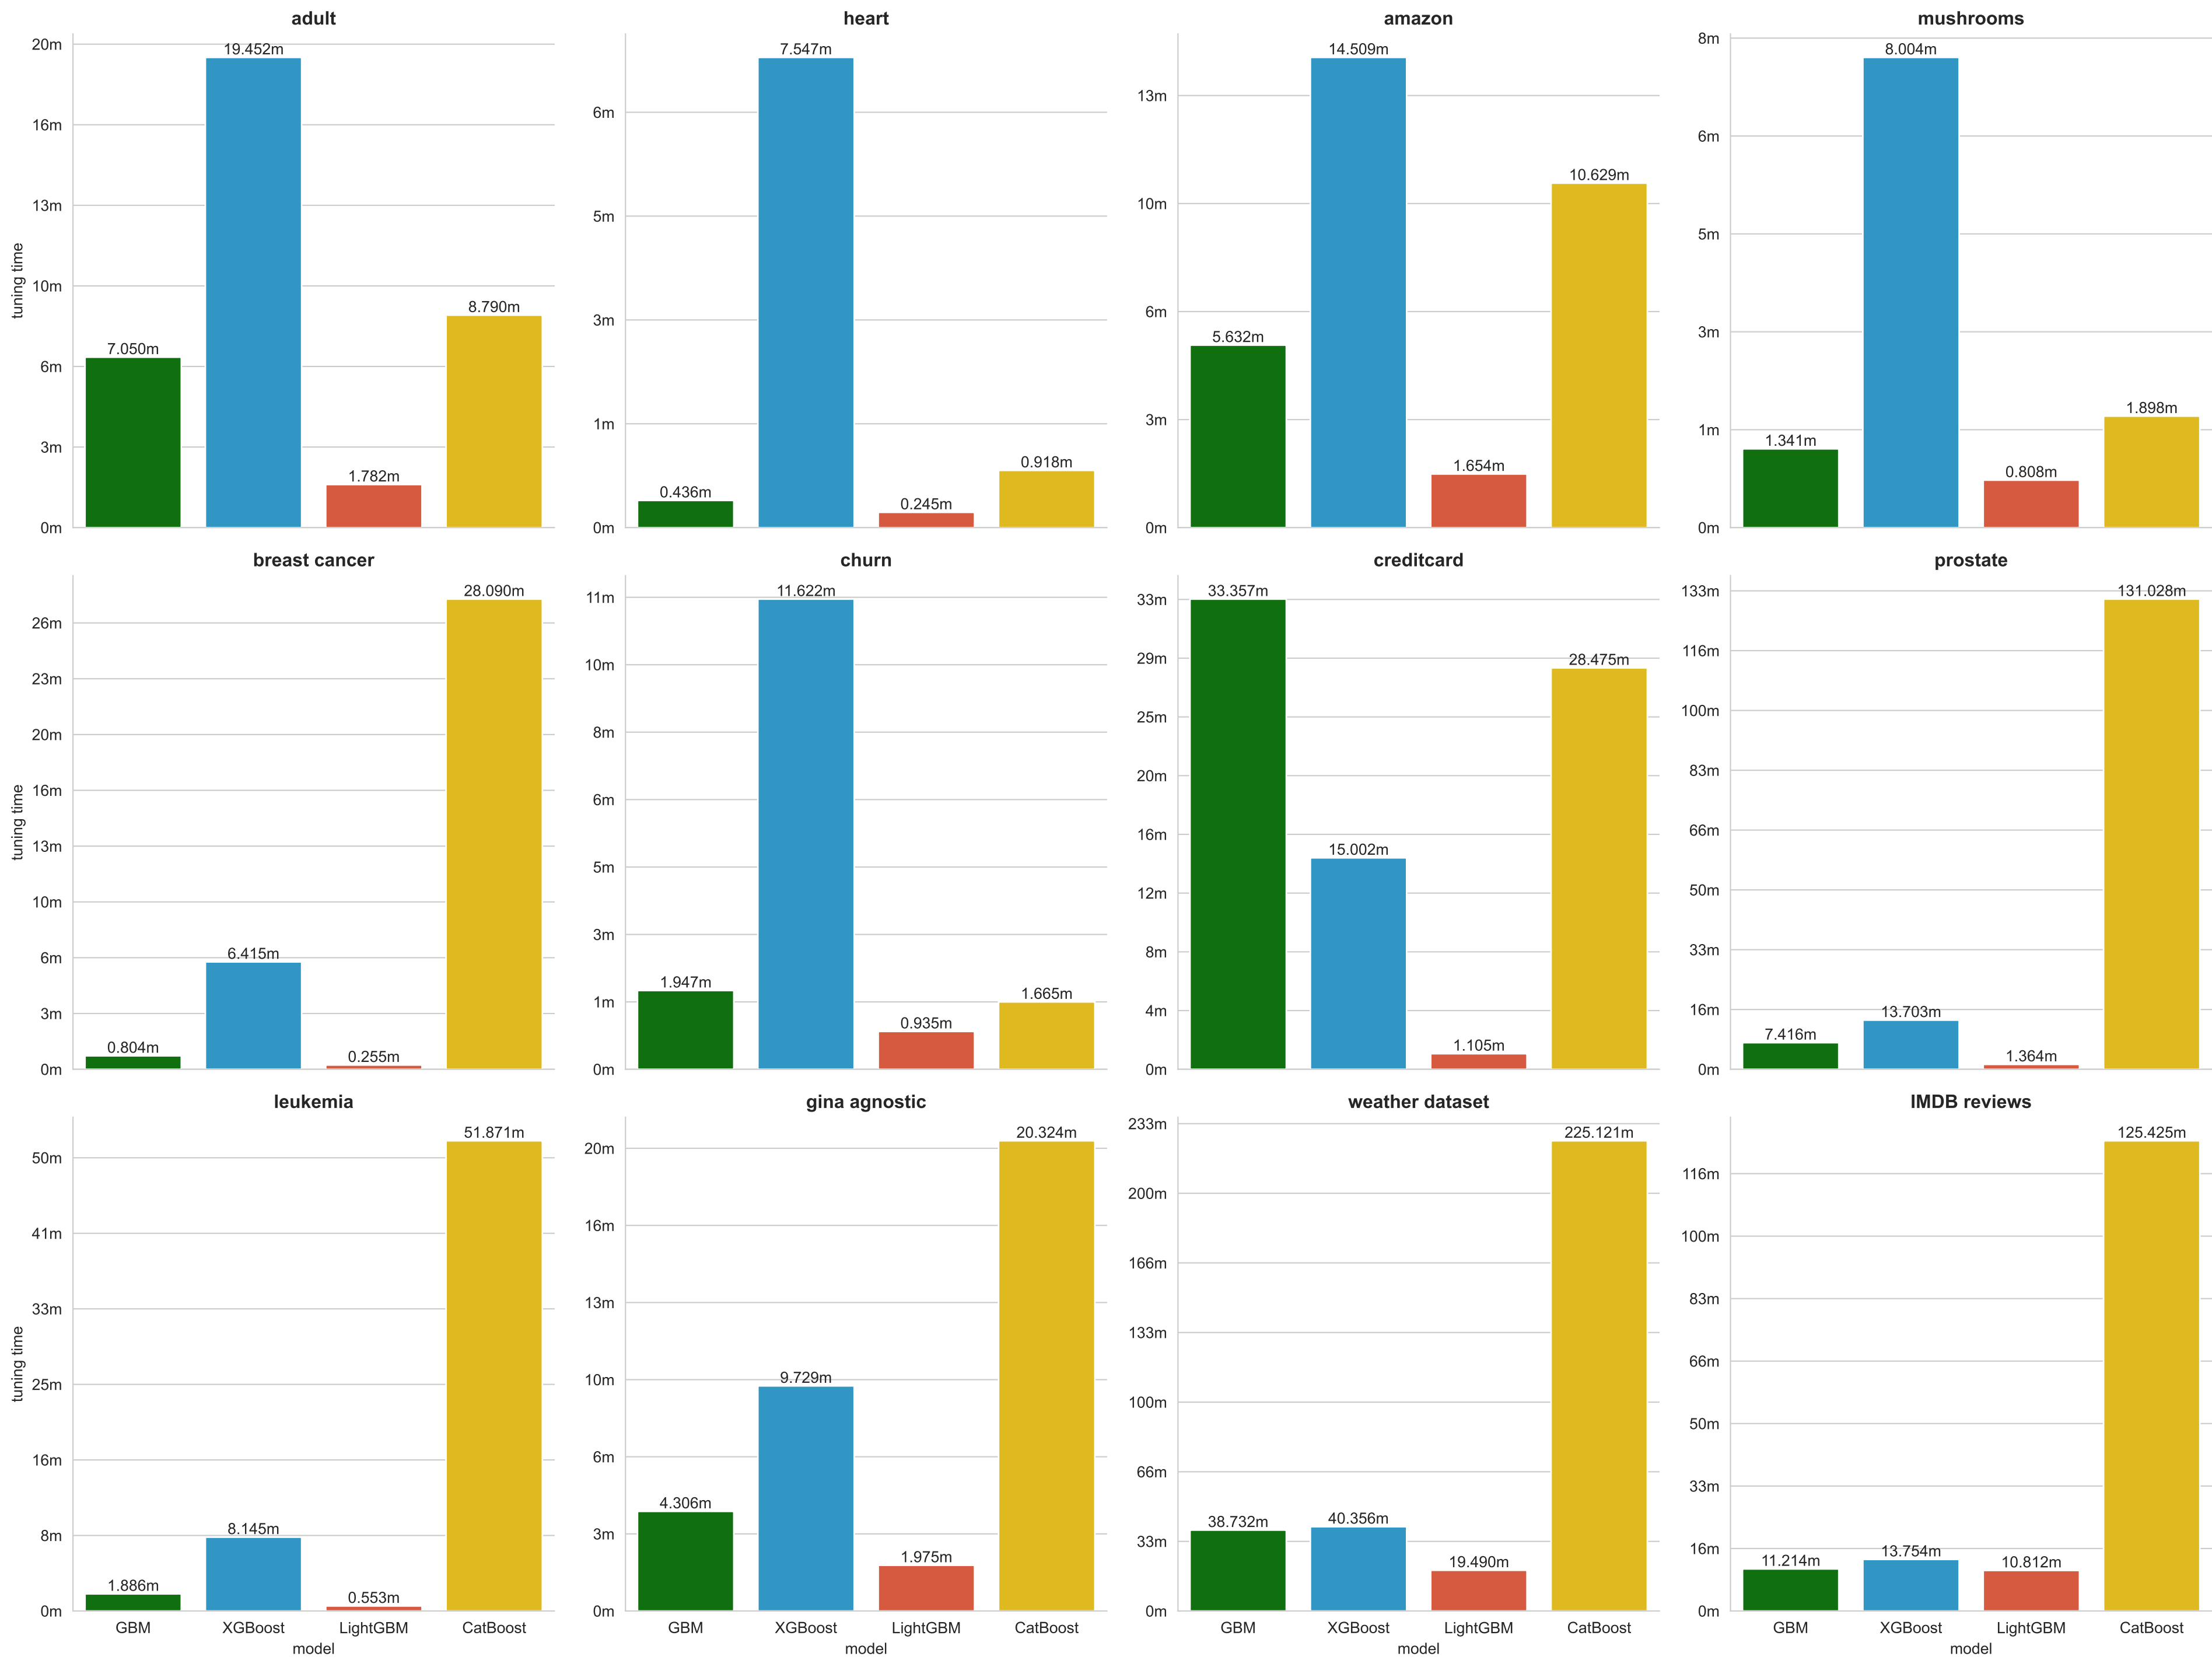 adult
20m
16m
13m
10m
6m
3m
0m
tuning time
7.050m
19.452m
1.782m
8.790m
heart
6m
5m
3m
1m
0m
0.436m
7.547m
0.245m
0.918m
amazon
13m
10m
6m
3m
0m
5.632m
14.509m
1.654m
10.629m
mushrooms
8m
6m
5m
3m
1m
0m
1.341m
8.004m
0.808m
1.898m
breast cancer
26m
23m
20m
16m
13m
10m
6m
3m
0m
tuning time
0.804m
6.415m
0.255m
28.090m
churn
11m
10m
8m
6m
5m
3m
1m
0m
1.947m
11.622m
0.935m
1.665m
creditcard
33m
29m
25m
20m
16m
12m
8m
4m
0m
33.357m
15.002m
1.105m
28.475m
prostate
133m
116m
100m
83m
66m
50m
33m
16m
0m
7.416m
13.703m
1.364m
131.028m
leukemia
50m
41m
33m
25m
16m
8m
0m
tuning time
1.886m
8.145m
0.553m
51.871m
GBM XGBoost LightGBM CatBoost
model
gina agnostic
20m
16m
13m
10m
6m
3m
0m
4.306m
9.729m
1.975m
20.324m
GBM XGBoost LightGBM CatBoost
model
weather dataset
233m
200m
166m
133m
100m
66m
33m
0m
38.732m
40.356m
19.490m
225.121m
GBM XGBoost LightGBM CatBoost
model
IMDB reviews
116m
100m
83m
66m
50m
33m
16m
0m
11.214m
13.754m
10.812m
125.425m
GBM XGBoost LightGBM CatBoost
model